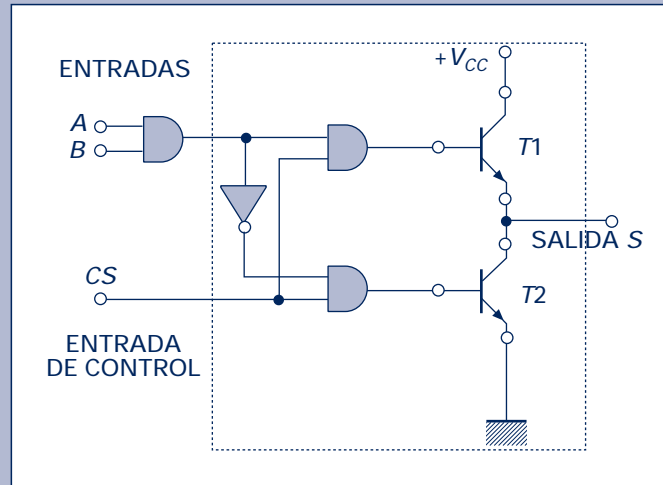 ENTRADAS
+VCC
A
B
T1
SALIDA S
CS
T2
ENTRADA
DE CONTROL